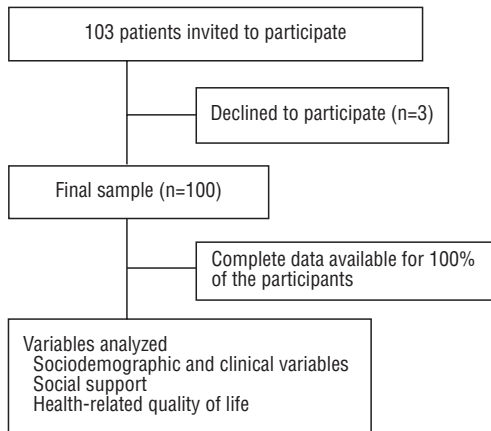 103 patients invited to participate
Declined to participate (n=3)
Final sample (n=100)
Complete data available for 100%
of the participants
Variables analyzed
Sociodemographic and clinical variables
Social support
Health-related quality of life